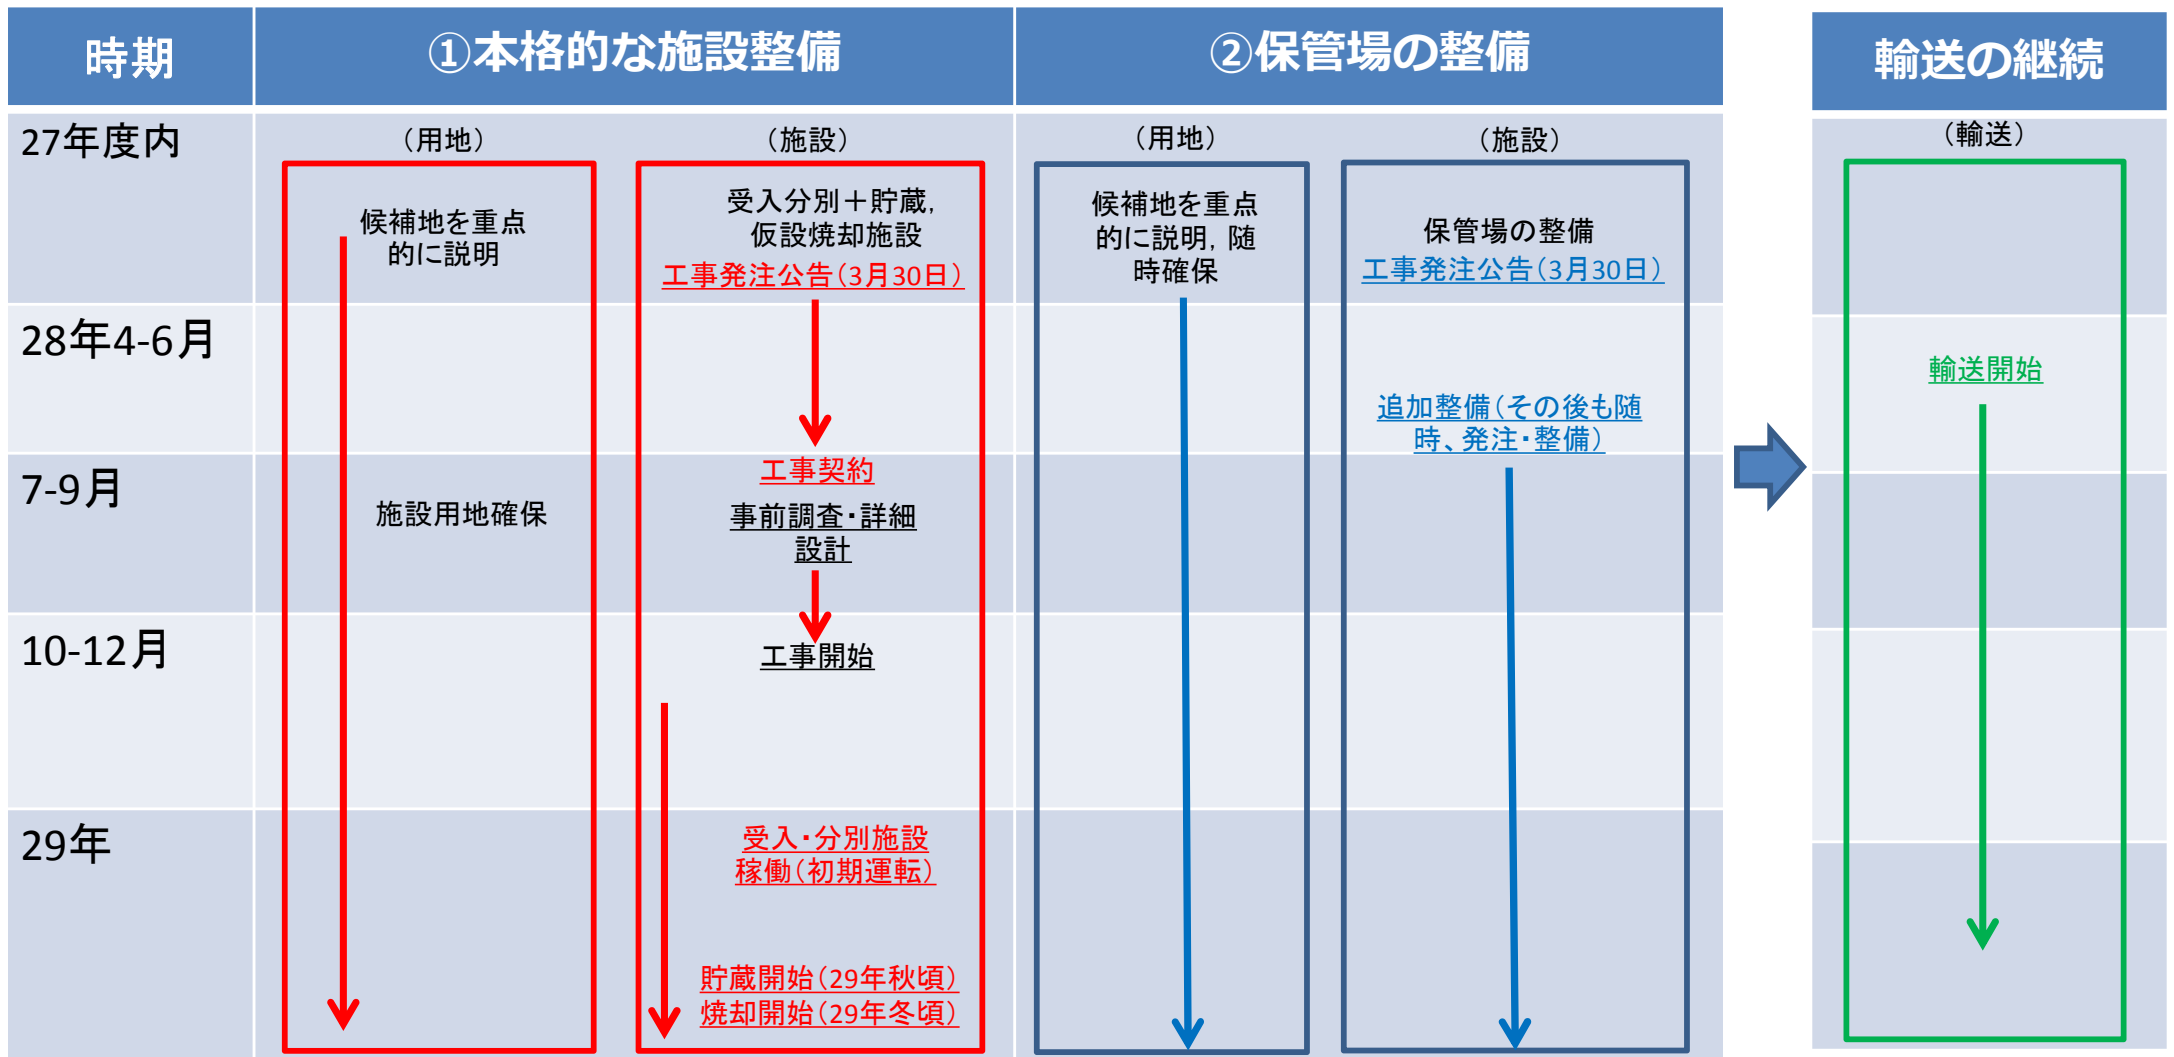 時期
①本格的な施設整備
②保管場の整備
輸送の継続
27年度内
（用地）
候補地を重点
的に説明
（施設）
受入分別＋貯蔵,
仮設焼却施設
工事発注公告（3月30日）
（用地）
候補地を重点
的に説明, 随
時確保
（施設）
保管場の整備
工事発注公告（3月30日）
（輸送）
28年4-6月
追加整備（その後も随
時、発注・整備）
輸送開始
7-9月
施設用地確保
工事契約
事前調査・詳細
設計
10-12月
工事開始
29年
受入・分別施設
稼働（初期運転）
貯蔵開始（29年秋頃）
焼却開始（29年冬頃）